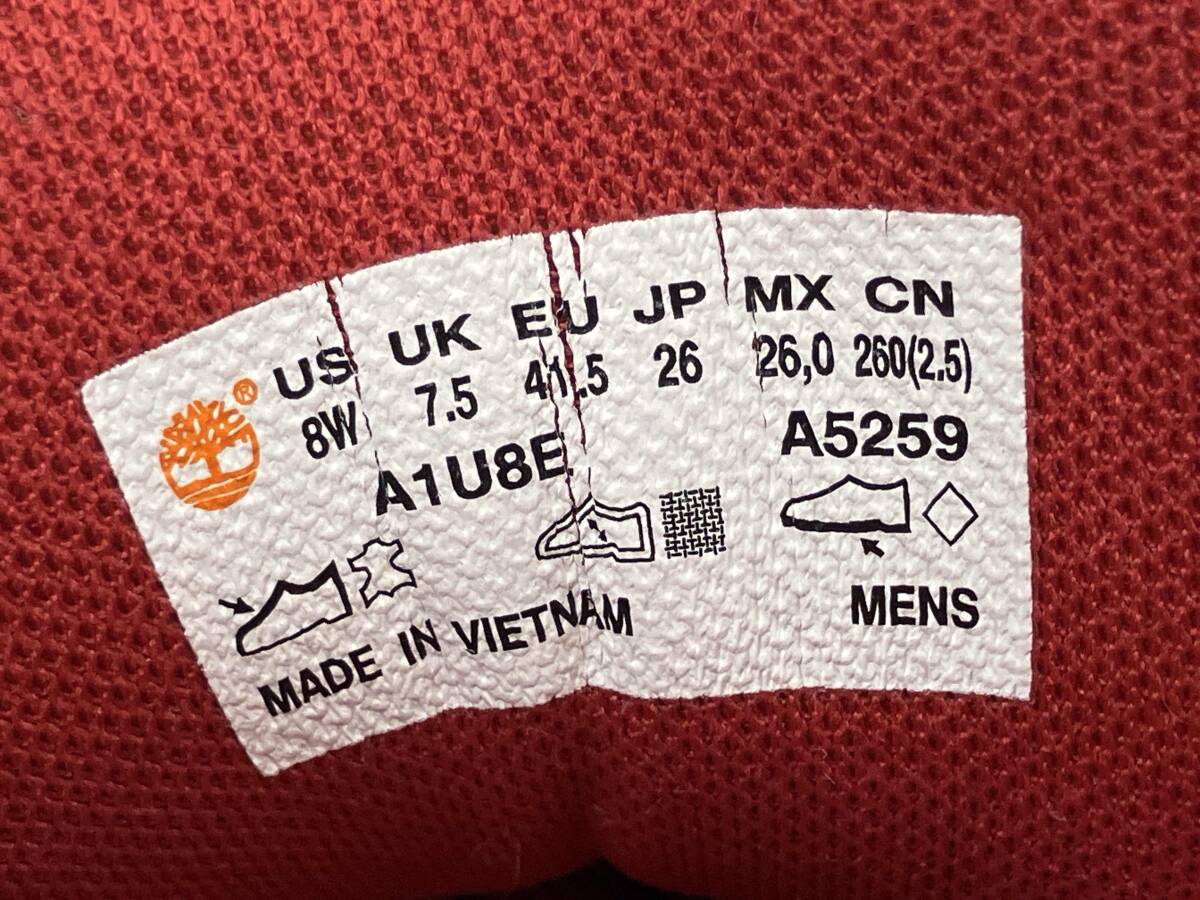 US UK EU JP MX CN
8W 7.5 41.5 26 26,0 260(2.5)
A1U8E A5259
MENS
MADE IN VIETNAM
®